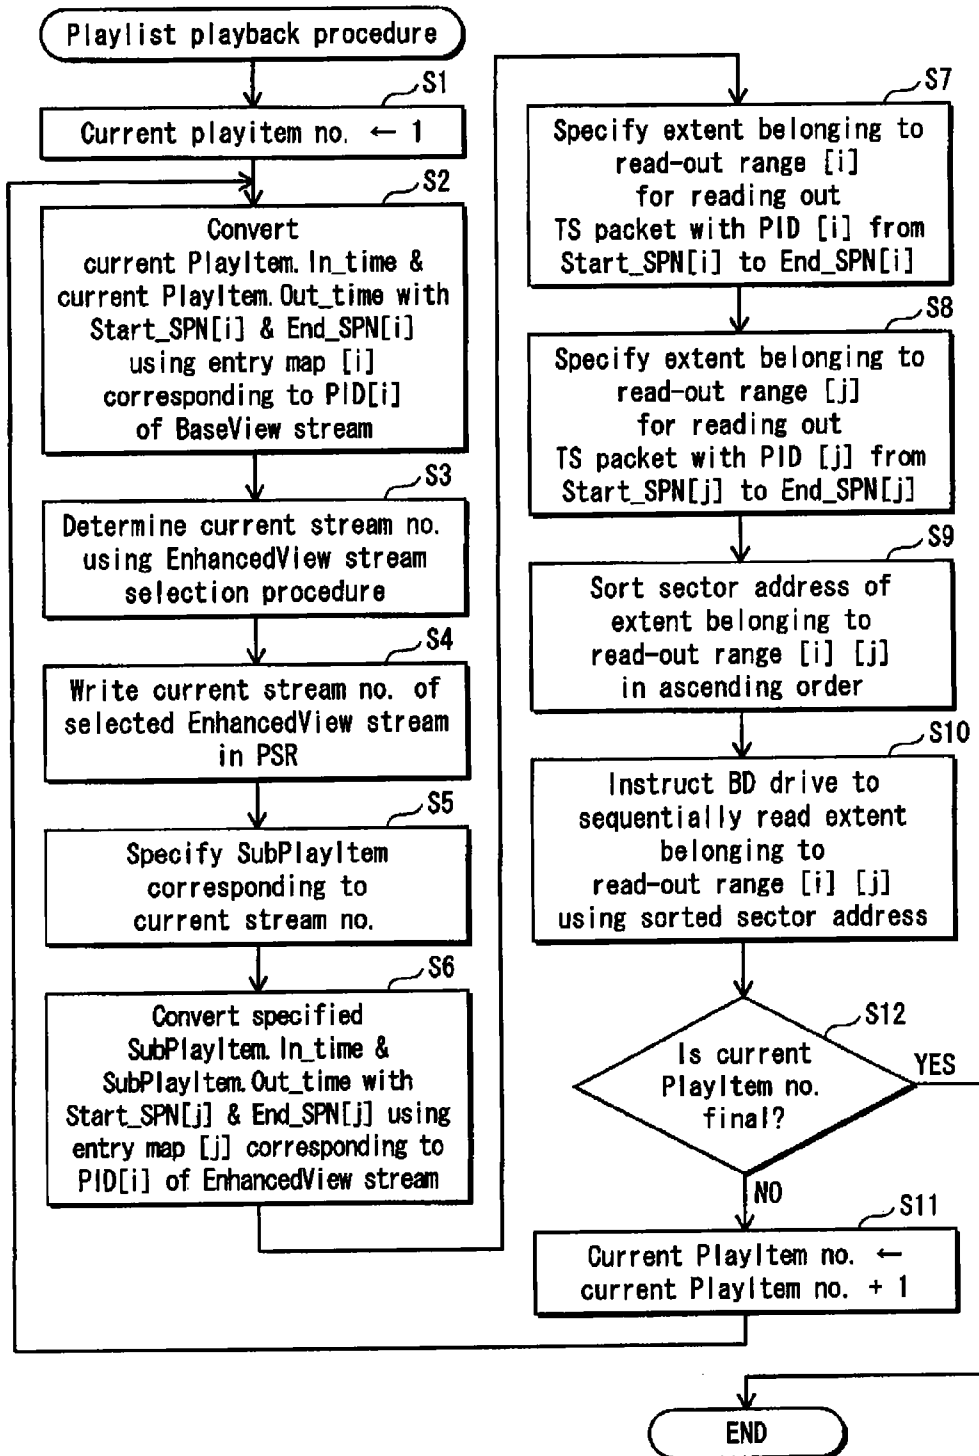 Playlist playback procedure
S1
Current playitem no. ← 1
S2
Convert
current PlayItem. In_time &
current PlayItem. Out_time with
Start_SPN[i] & End_SPN[i]
using entry map [i]
corresponding to PID[i]
of BaseView stream
S3
Determine current stream no.
using EnhancedView stream
selection procedure
S4
Write current stream no. of
selected EnhancedView stream
in PSR
S5
Specify SubPlayItem
corresponding to
current stream no.
S6
Convert specified
SubPlayItem. In_time &
SubPlayItem. Out_time with
Start_SPN[j] & End_SPN[j] using
entry map [j] corresponding to
PID[i] of EnhancedView stream
S7
Specify extent belonging to
read-out range [i]
for reading out
TS packet with PID [i] from
Start_SPN[i] to End_SPN[i]
S8
Specify extent belonging to
read-out range [j]
for reading out
TS packet with PID [j] from
Start_SPN[j] to End_SPN[j]
S9
Sort sector address of
extent belonging to
read-out range [i] [j]
in ascending order
S10
Instruct BD drive to
sequentially read extent
belonging to
read-out range [i] [j]
using sorted sector address
S12
Is current
PlayItem no.
final?
YES
NO
S11
Current PlayItem no. ←
current PlayItem no. + 1
END